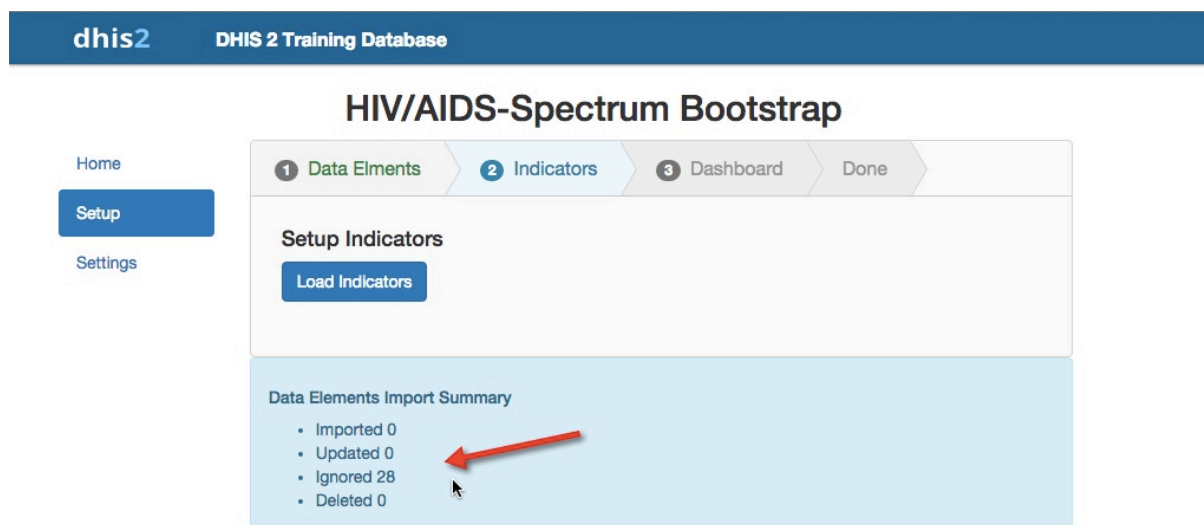 dhis2 DHIS 2 Training Database
HIV/AIDS-Spectrum Bootstrap
Home
Setup
Settings
1 Data Elments 2 Indicators 3 Dashboard Done
Setup Indicators
Load Indicators
Data Elements Import Summary
• Imported 0
• Updated 0
• Ignored 28
• Deleted 0